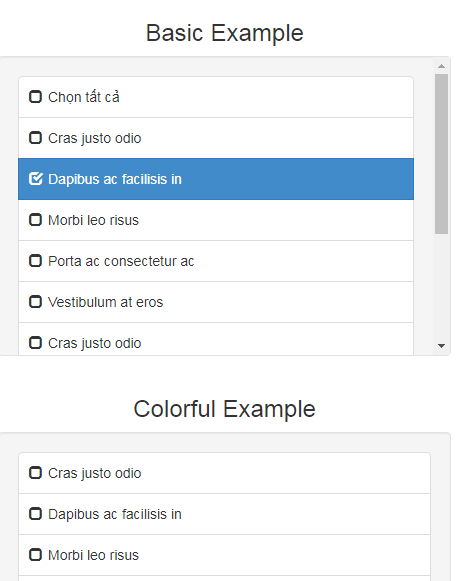 Basic Example
Chọn tất cả
Cras justo odio
Dapibus ac facilisis in
Morbi leo risus
Porta ac consectetur ac
Vestibulum at eros
Cras justo odio
Colorful Example
Cras justo odio
Dapibus ac facilisis in
Morbi leo risus